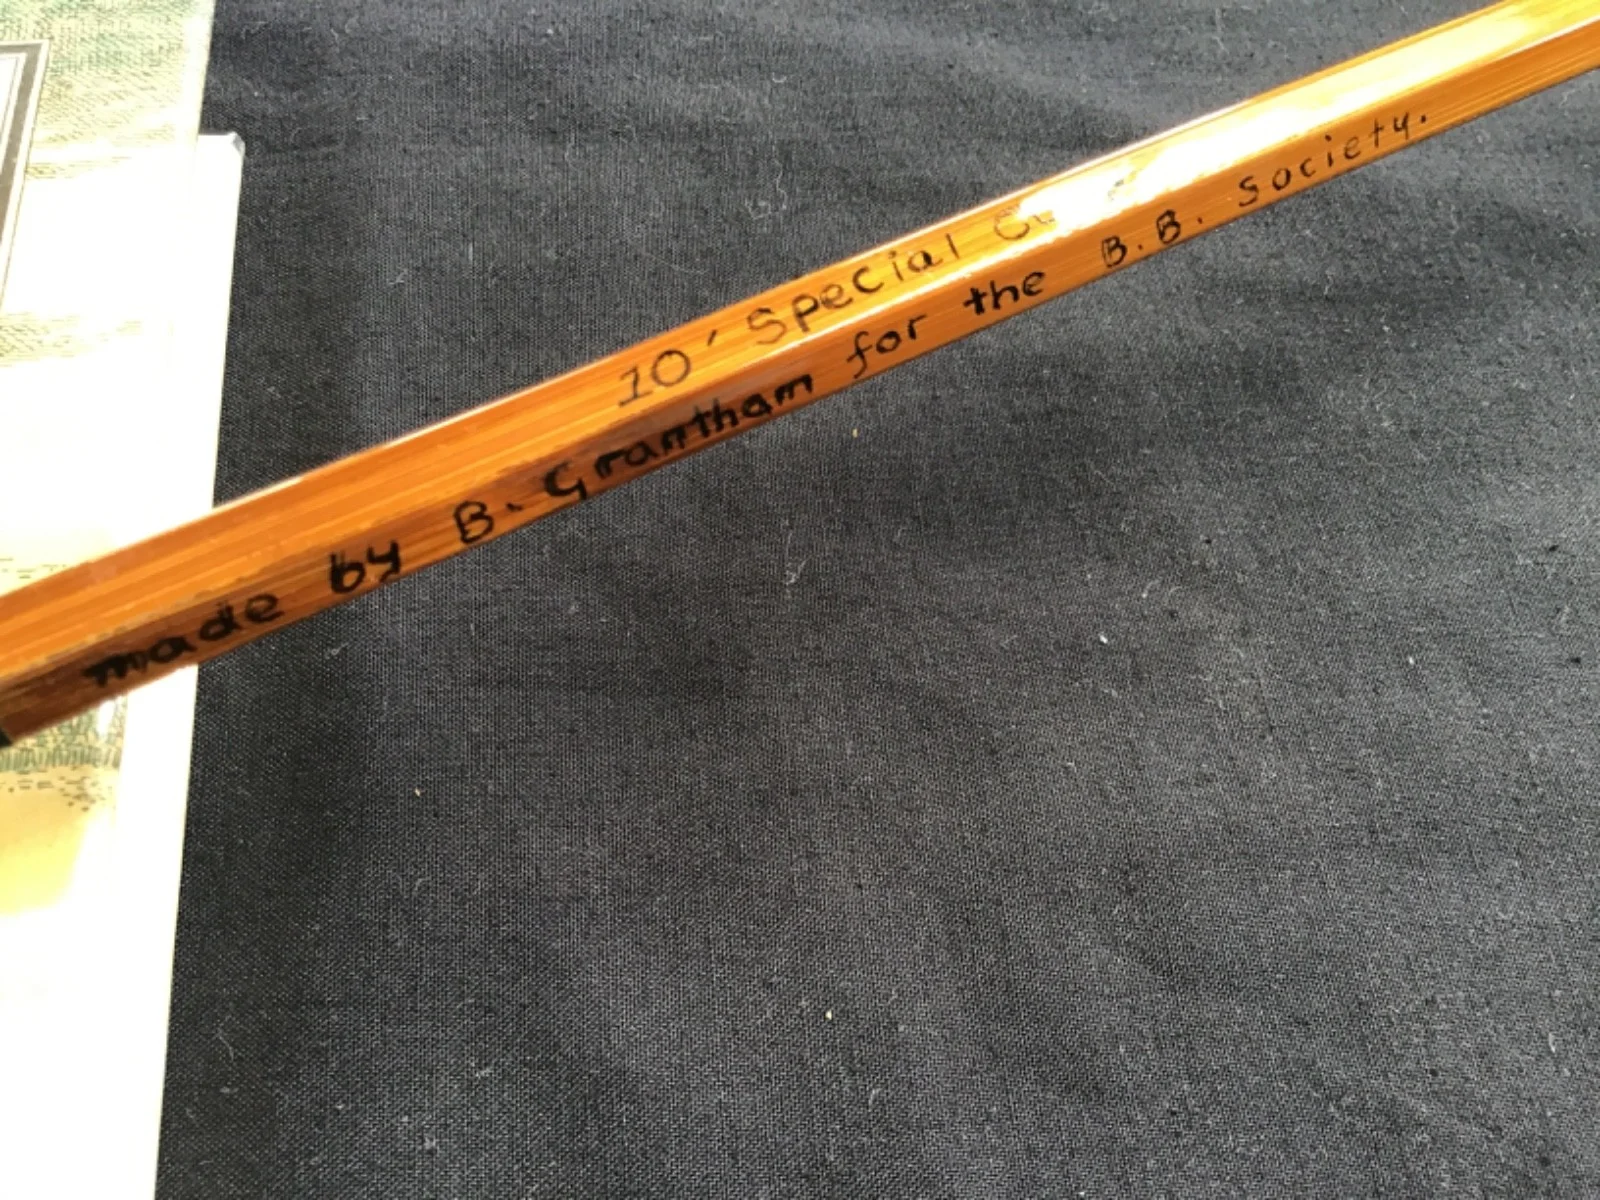 10' Special
made by B. Grantham for the B.B. Society.